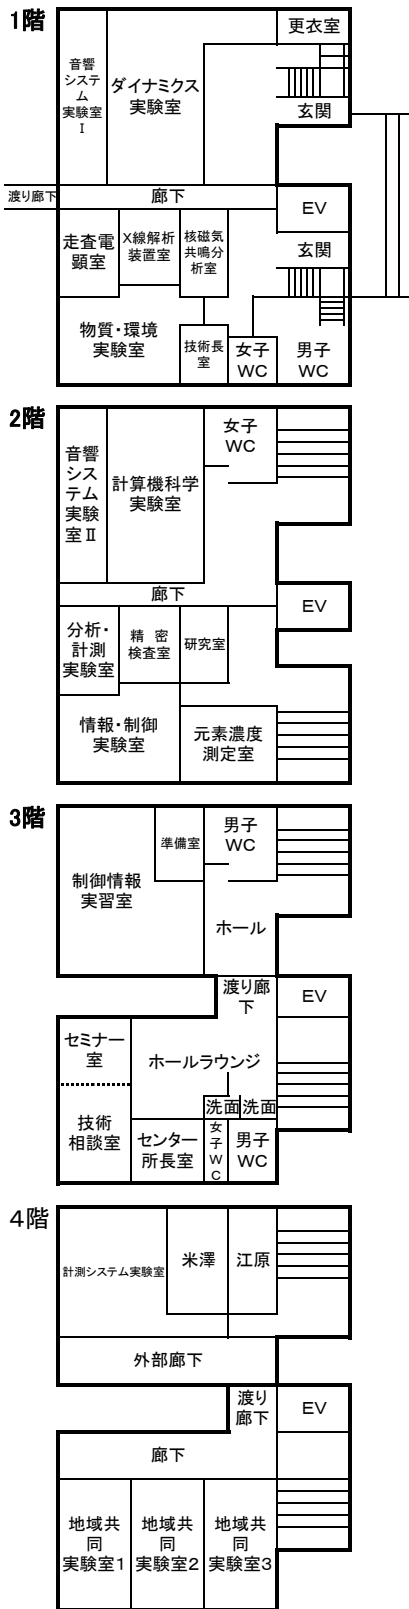 1階
更衣室
音響
システ
ム
実験室
Ⅰ
ダイナミクス
実験室
玄関
渡り廊下
廊下
EV
走査電
顕室
X線解析
装置室
核磁気
共鳴分
析室
玄関
物質・環境
実験室
技術長
室
女子
WC
男子
WC
2階
音響
シス
テム
実験
室Ⅱ
計算機科学
実験室
女子
WC
廊下
EV
分析・
計測
実験室
精 密
検査室
研究室
情報・制御
実験室
元素濃度
測定室
3階
制御情報
実習室
準備室
男子
WC
ホール
渡り廊
下
EV
セミナー
室
ホールラウンジ
技術
相談室
洗面
洗面
センター
所長室
女
子
W
C
男子
WC
4階
計測システム実験室
米澤
江原
外部廊下
渡り
廊下
EV
廊下
地域共
同
実験室1
地域共
同
実験室2
地域共
同
実験室3